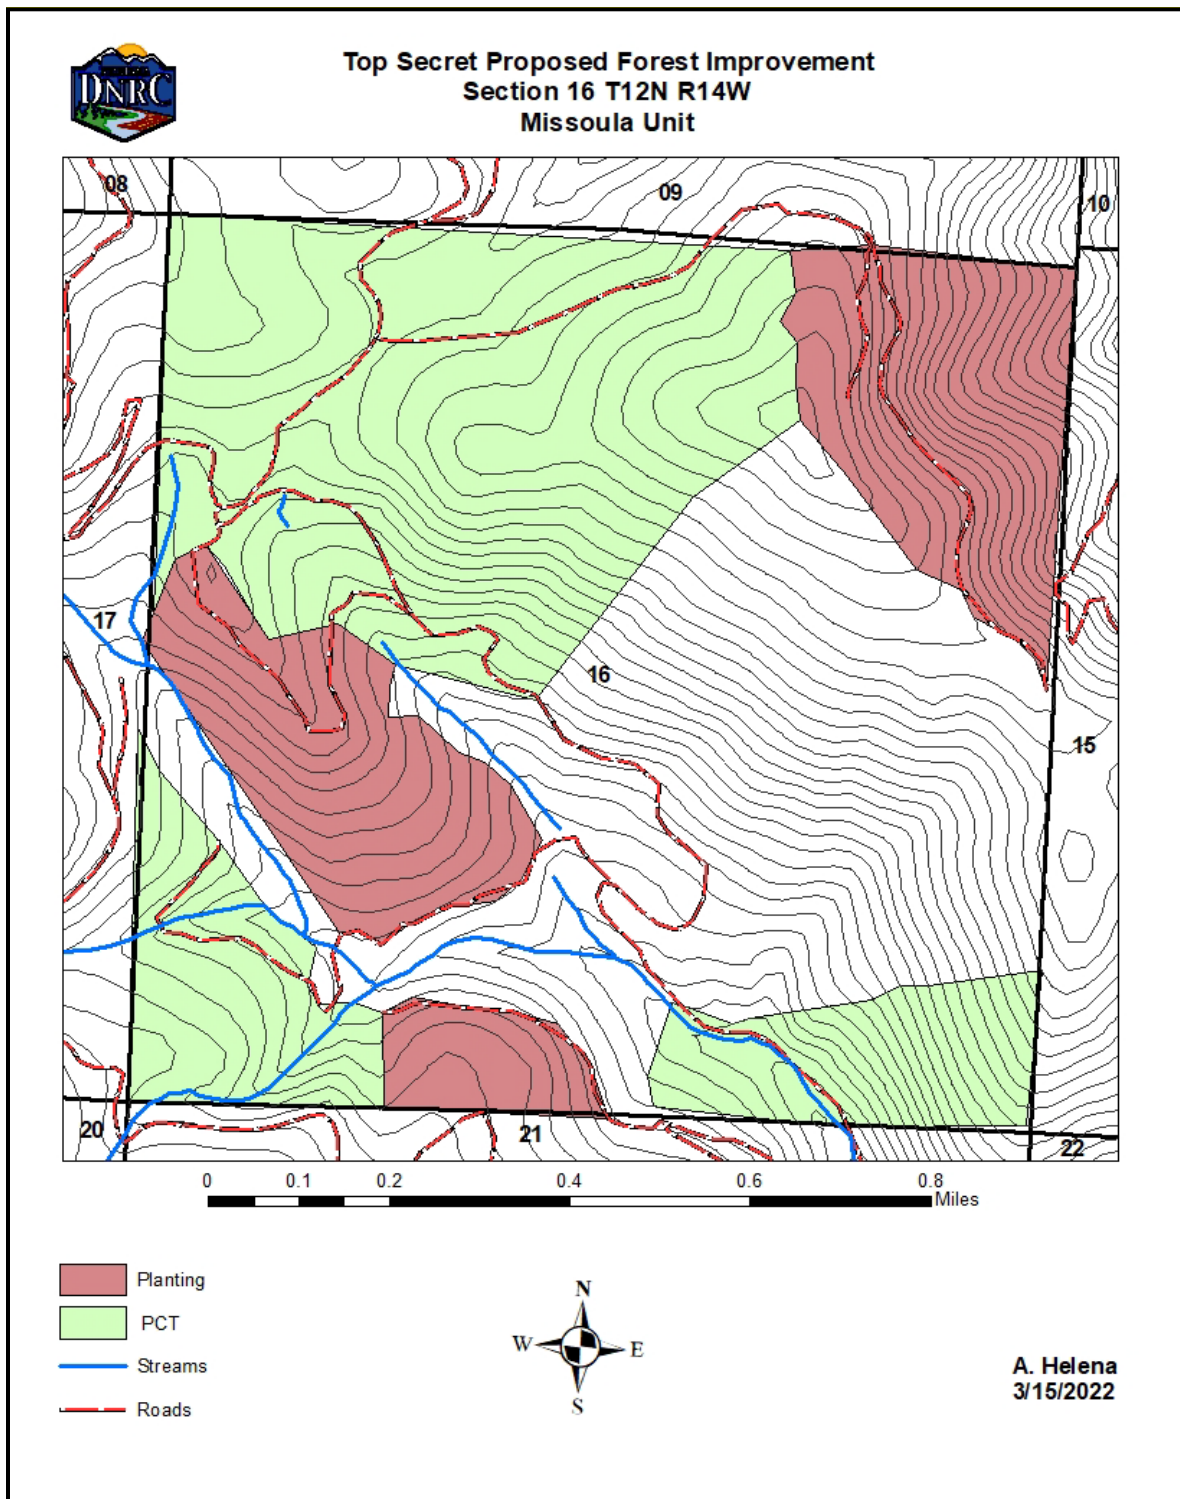 Top Secret Proposed Forest Improvement
Section 16 T12N R14W
Missoula Unit
DNRC
08
09
10
17
16
15
20
21
22
0 0.1 0.2 0.4 0.6 0.8
Miles
Planting
PCT
Streams
Roads
N
W E
S
A. Helena
3/15/2022